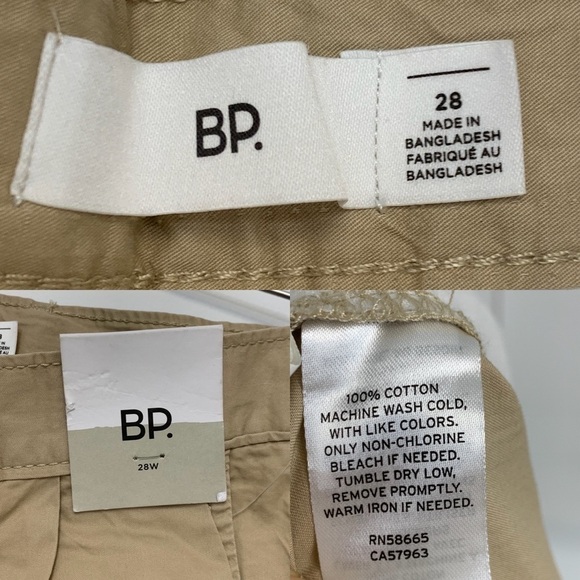 BP.
28
MADE IN
BANGLADESH
FABRIQUÉ AU
BANGLADESH
BP.
28W
100% COTTON
MACHINE WASH COLD,
WITH LIKE COLORS.
ONLY NON-CHLORINE
BLEACH IF NEEDED.
TUMBLE DRY LOW,
REMOVE PROMPTLY.
WARM IRON IF NEEDED.
RN58665
CA57963